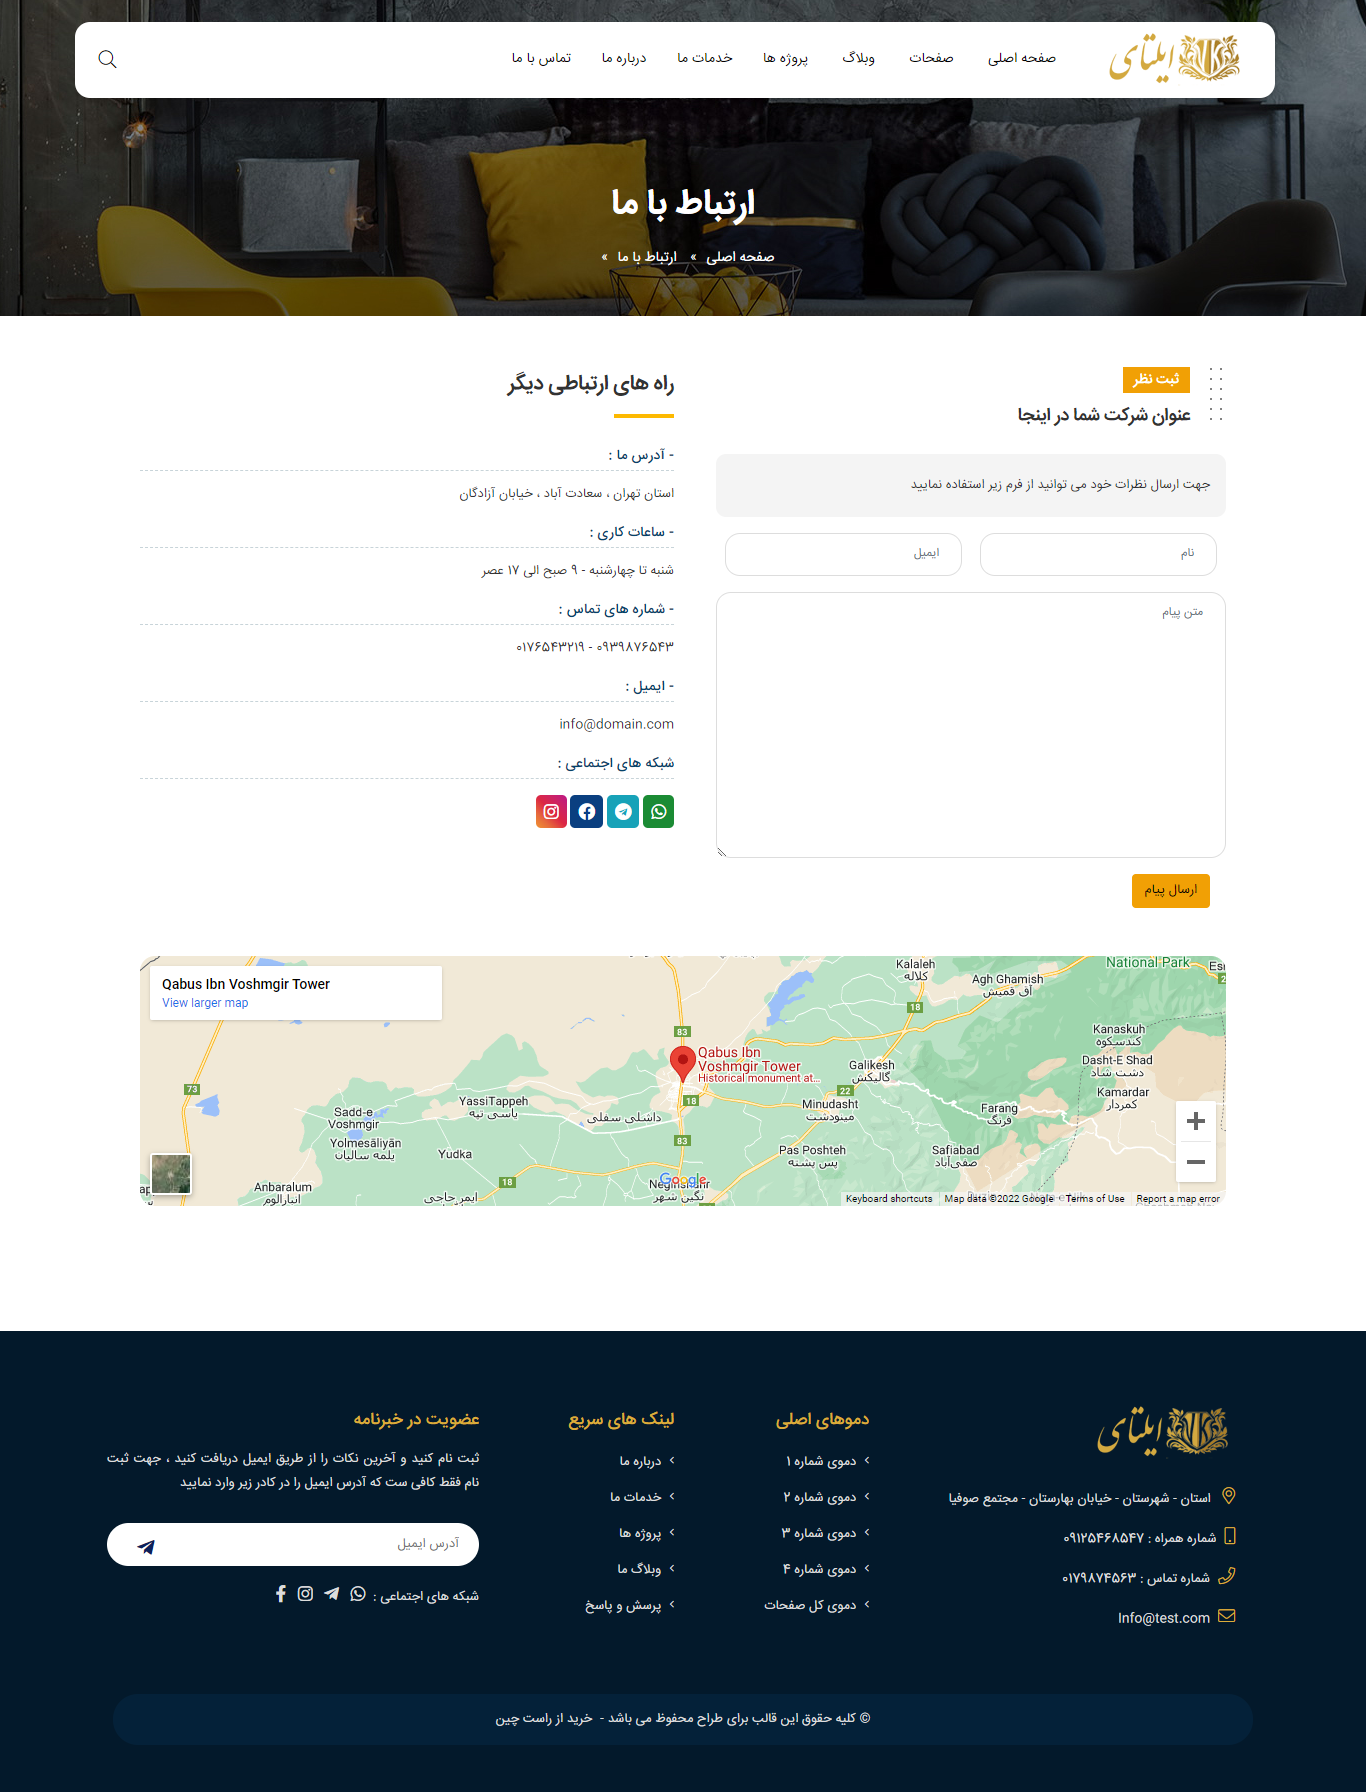 ایلتای
صفحه اصلی
صفحات
وبلاگ
پروژه ها
خدمات ما
درباره ما
تماس با ما
ارتباط با ما
صفحه اصلی » ارتباط با ما »
ثبت نظر
عنوان شرکت شما در اینجا
جهت ارسال نظرات خود می توانید از فرم زیر استفاده نمایید
نام
ایمیل
متن پیام
ارسال پیام
راه های ارتباطی دیگر
- آدرس ما :
استان تهران ، سعادت آباد ، خیابان آزادگان
- ساعات کاری :
شنبه تا چهارشنبه - ۹ صبح الی ۱۷ عصر
- شماره های تماس :
۰۹۳۹۸۷۶۵۴۳ - ۰۱۷۶۵۴۳۲۱۹
- ایمیل :
info@domain.com
شبکه های اجتماعی :
Qabus Ibn Voshmgir Tower
View larger map
Kalaleh
کلاله
National Park
Agh Ghamish
آق قمیش
18
83
Kanaskuh
کندسکوه
Qabus Ibn
Voshmgir Tower
Historical monument at...
Dasht-E Shad
دشت شاد
Galikesh
گالیکش
73
22
Kamardar
کمردار
YassiTappeh
یاسی تپه
18
Minudasht
مینودشت
Sadd-e
Voshmgir
داشلی سفلی
Farang
فرنگ
Yolmesāliyān
یلمه سالیان
83
Yudka
Pas Poshteh
پس پشته
Safiabad
صفی‌آباد
Anbaralum
انبارالوم
18
ایمر حاجی
نگین شهر
Google
Keyboard shortcuts
Map data ©2022 Google
Terms of Use
Report a map error
ایلتای
استان - شهرستان - خیابان بهارستان - مجتمع صوفیا
شماره همراه : ۰۹۱۲۵۴۶۸۵۴۷
شماره تماس : ۰۱۷۹۸۷۴۵۶۳
Info@test.com
دموهای اصلی
دموی شماره ۱
دموی شماره ۲
دموی شماره ۳
دموی شماره ۴
دموی کل صفحات
لینک های سریع
درباره ما
خدمات ما
پروژه ها
وبلاگ ما
پرسش و پاسخ
عضویت در خبرنامه
ثبت نام کنید و آخرین نکات را از طریق ایمیل دریافت کنید ، جهت ثبت
نام فقط کافی ست که آدرس ایمیل را در کادر زیر وارد نمایید
آدرس ایمیل
شبکه های اجتماعی :
© کلیه حقوق این قالب برای طراح محفوظ می باشد - خرید از راست چین